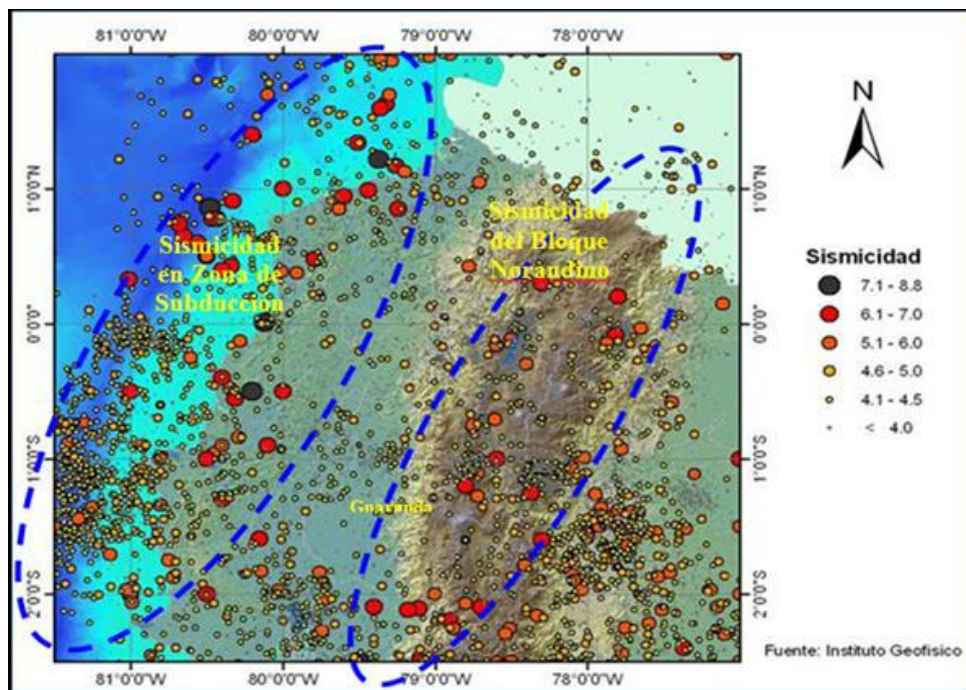 81°0'0"W 80°0'0"W 79°0'0"W 78°0'0"W
1°0'0"N
0°0'0"
1°0'0"S
2°0'0"S
Sismicidad
en Zona de
Subducción
Sismicidad
del Bloque
Norandino
Guaranda
1°0'0"N
0°0'0"
1°0'0"S
2°0'0"S
81°0'0"W 80°0'0"W 79°0'0"W 78°0'0"W
N
Sismicidad
7.1 - 8.8
6.1 - 7.0
5.1 - 6.0
4.6 - 5.0
4.1 - 4.5
< 4.0
Fuente: Instituto Geofisico